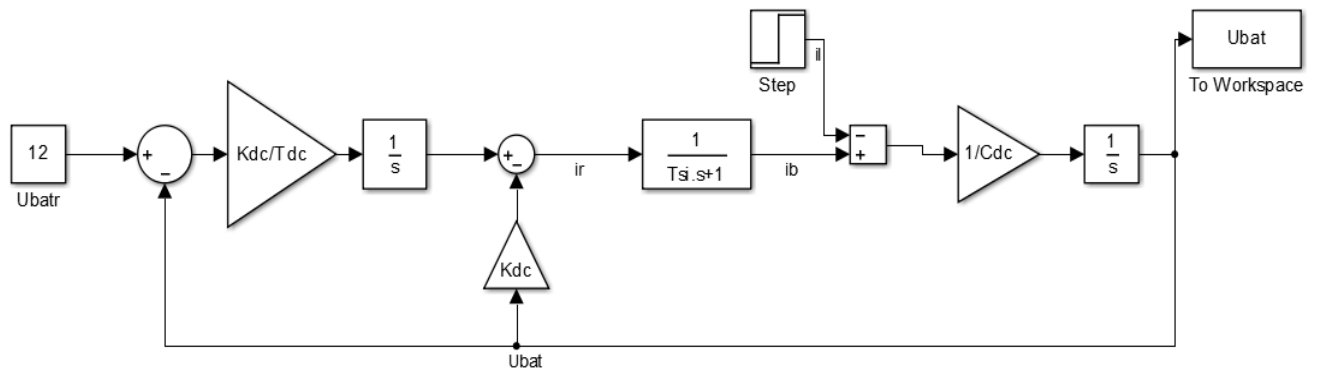 Ubat
To Workspace
Step
il
12
Ubatr
+
−
Kdc/Tdc
1
s
+
−
ir
1
Tsi.s+1
ib
−
+
1/Cdc
1
s
Kdc
Ubat